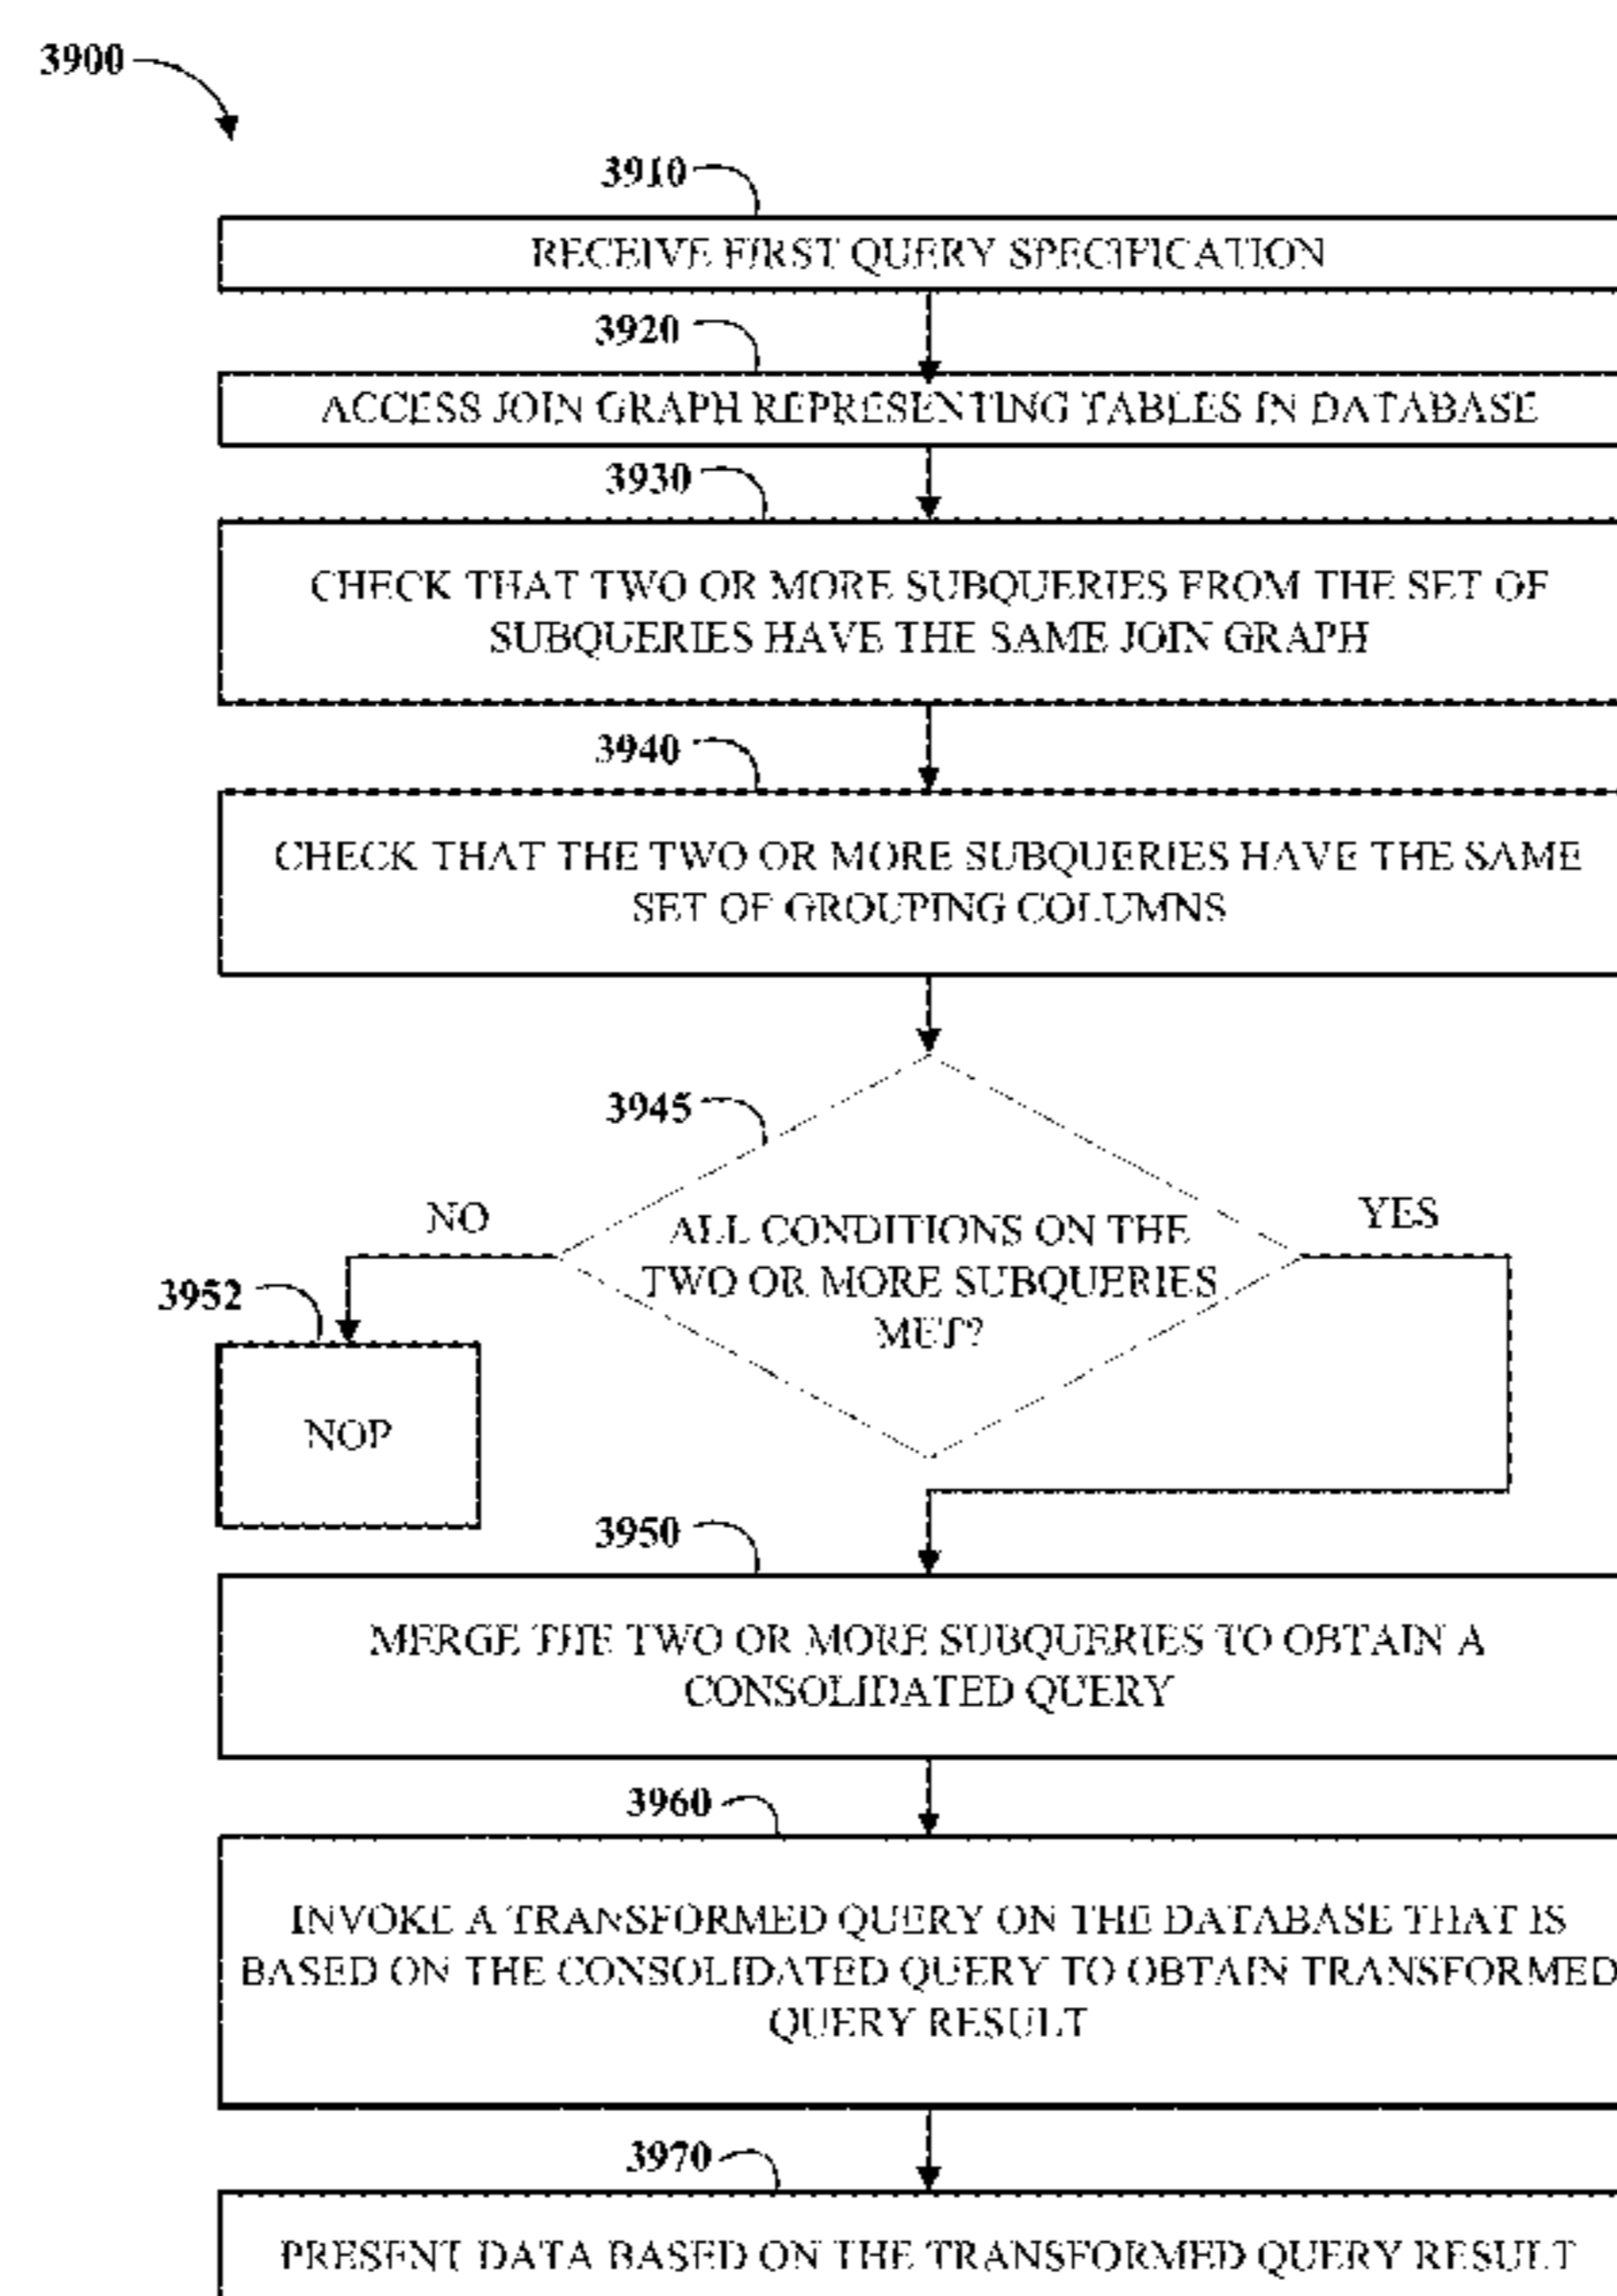 3900
3910
RECEIVE FIRST QUERY SPECIFICATION
3920
ACCESS JOIN GRAPH REPRESENTING TABLES IN DATABASE
3930
CHECK THAT TWO OR MORE SUBQUERIES FROM THE SET OF
SUBQUERIES HAVE THE SAME JOIN GRAPH
3940
CHECK THAT THE TWO OR MORE SUBQUERIES HAVE THE SAME
SET OF GROUPING COLUMNS
3945
NO
YES
ALL CONDITIONS ON THE
TWO OR MORE SUBQUERIES
MET?
3952
NOP
3950
MERGE THE TWO OR MORE SUBQUERIES TO OBTAIN A
CONSOLIDATED QUERY
3960
INVOKE A TRANSFORMED QUERY ON THE DATABASE THAT IS
BASED ON THE CONSOLIDATED QUERY TO OBTAIN TRANSFORMED
QUERY RESULT
3970
PRESENT DATA BASED ON THE TRANSFORMED QUERY RESULT